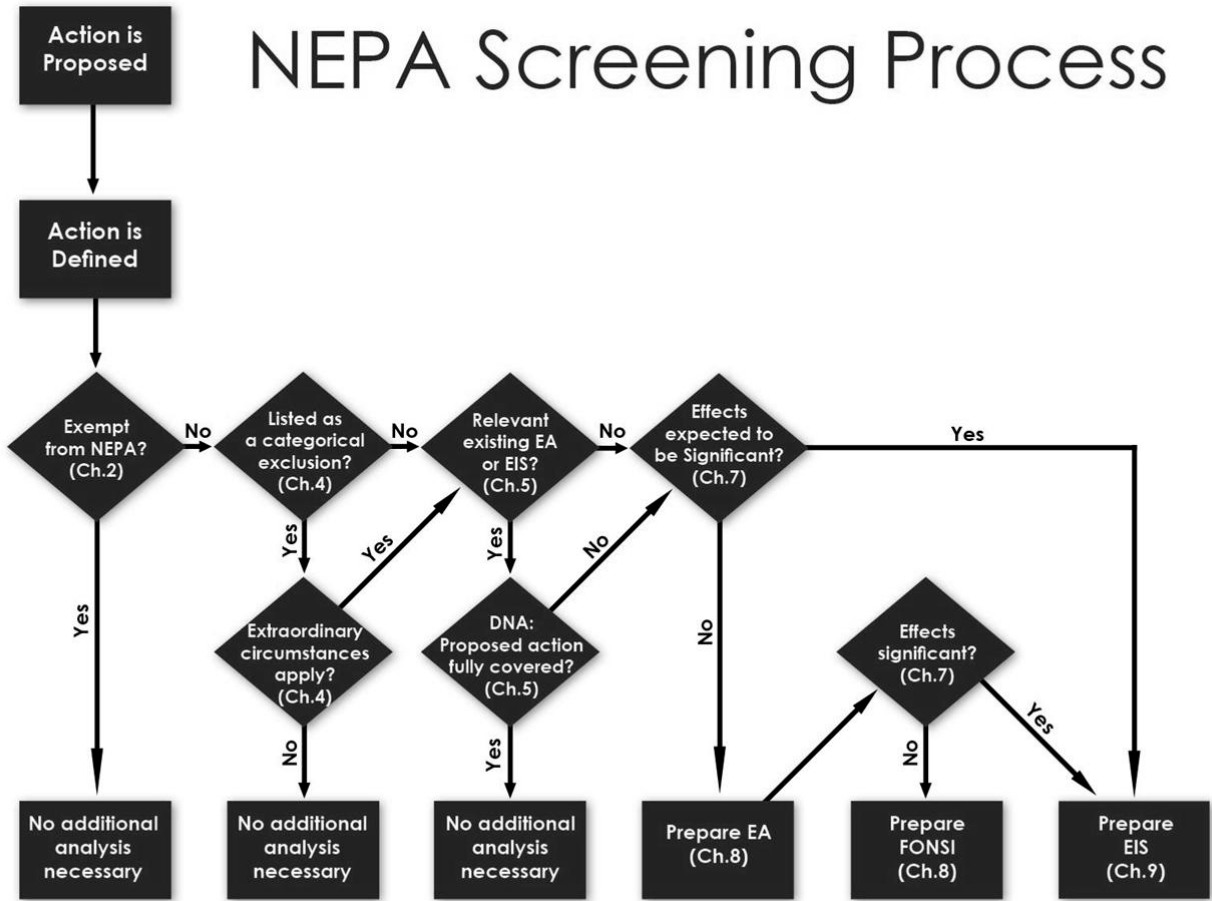 Action is
Proposed
NEPA Screening Process
Action is
Defined
Exempt
from NEPA?
(Ch.2)
No
Listed as
a categorical
exclusion?
(Ch.4)
No
Relevant
existing EA
or EIS?
(Ch.5)
No
Effects
expected to
be Significant?
(Ch.7)
Yes
Yes
Yes
Yes
Yes
No
No
Extraordinary
circumstances
apply?
(Ch.4)
DNA:
Proposed action
fully covered?
(Ch.5)
Effects
significant?
(Ch.7)
No
Yes
No
Yes
No additional
analysis
necessary
No additional
analysis
necessary
No additional
analysis
necessary
Prepare EA
(Ch.8)
Prepare
FONSI
(Ch.8)
Prepare
EIS
(Ch.9)